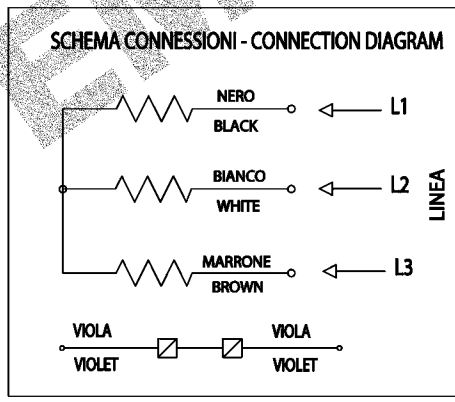 SCHEMA CONNESSIONI - CONNECTION DIAGRAM
NERO
BLACK
L1
BIANCO
WHITE
L2
LINEA
MARRONE
BROWN
L3
VIOLA
VIOLET
VIOLA
VIOLET